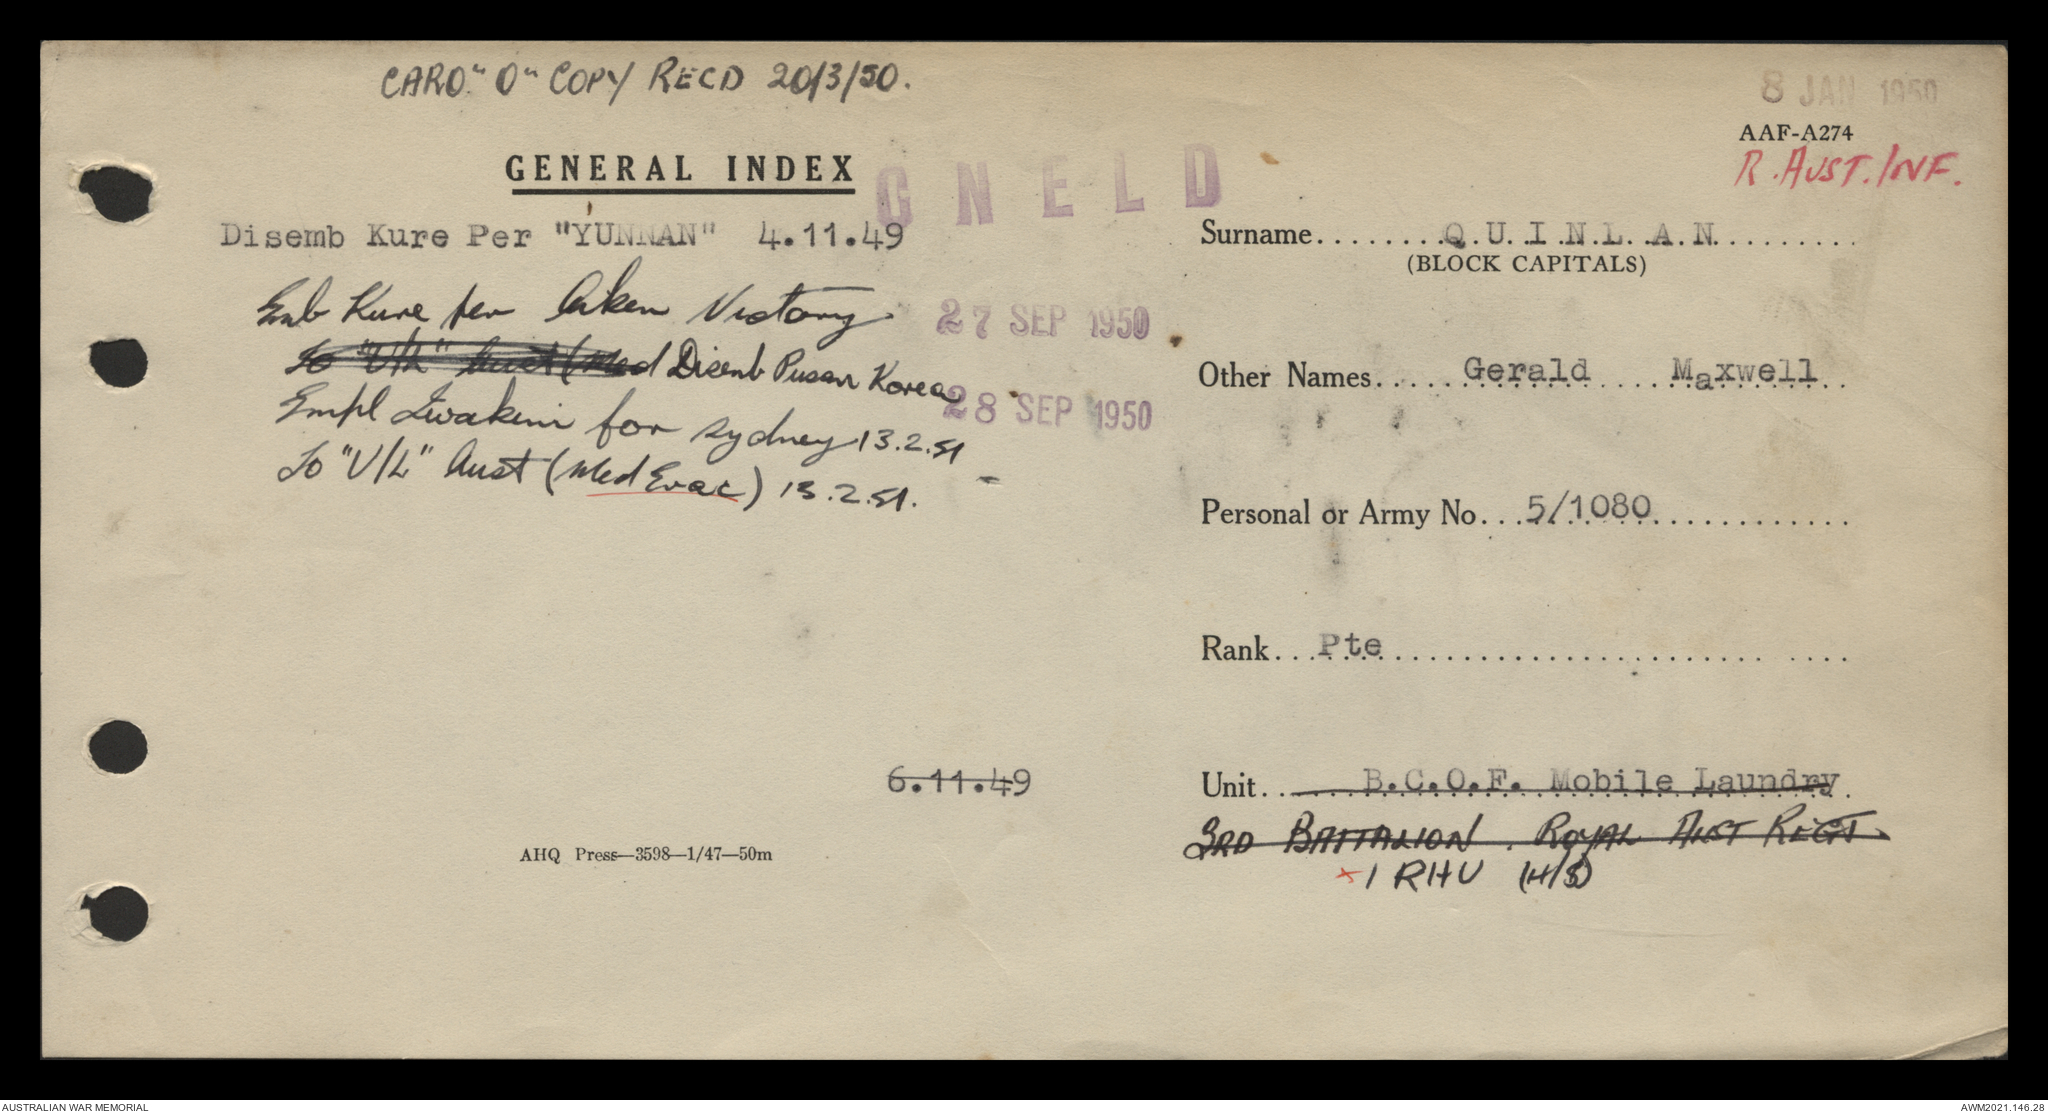 CARO "O" COPY RECD 20/3/50.
8 JAN 1950
AAF-A274
R. AUST. INF.
GENERAL INDEX
G N E L D
Disemb Kure Per "YUNNAN" 4.11.49
Emb Kure per Aiken Victory 27 SEP 1950
To "V/L" Aust (Med Disemb Pusan Korea 28 SEP 1950
Empl Iwakuni for Sydney 13.2.51
To "V/L" Aust (Med Evac) 13.2.51.
Surname........Q.U.I.N.L.A.N.........
(BLOCK CAPITALS)
Other Names.... Gerald Maxwell
Personal or Army No...5/1080
Rank...Pte
6.11.49
Unit...B.C.O.F. Mobile Laundry
3RD BATTALION. ROYAL AUST REGT
x 1 RHU (H/S)
AHQ Press—3598—1/47—50m
AUSTRALIAN WAR MEMORIAL
AWM2021.146.28